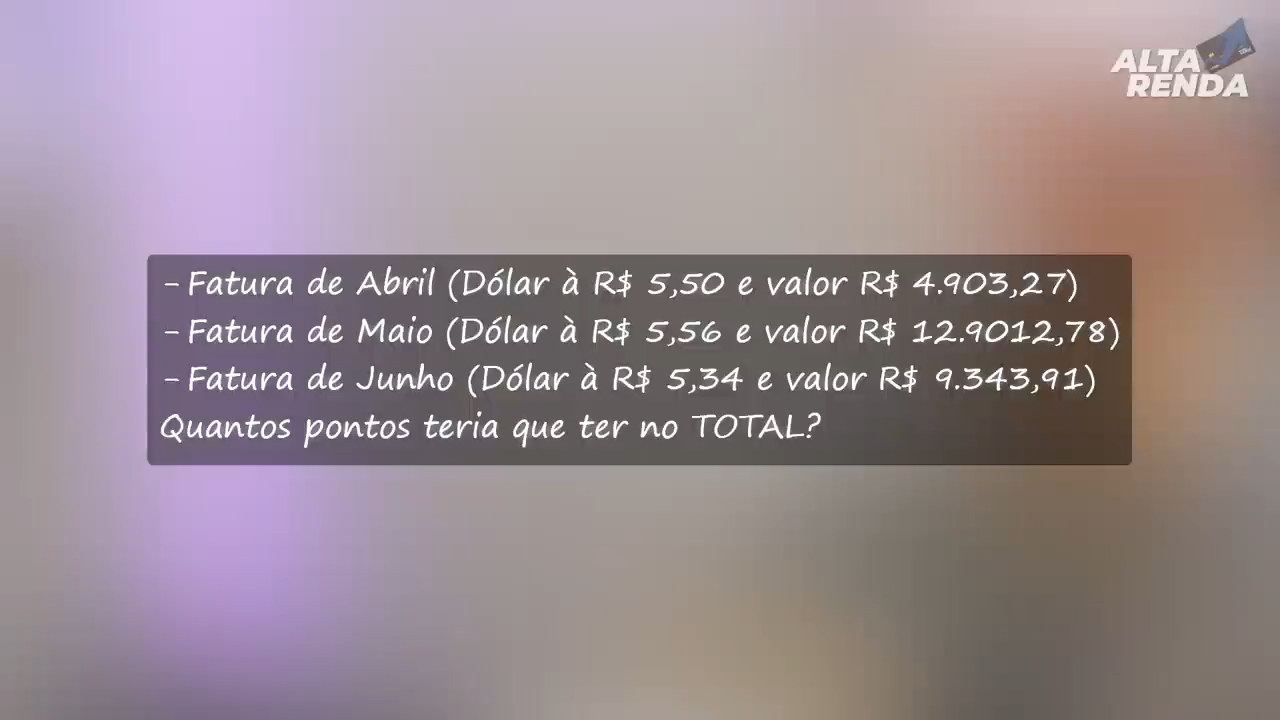 ALTA
RENDA
- Fatura de Abril (Dólar à R$ 5,50 e valor R$ 4.903,27)
- Fatura de Maio (Dólar à R$ 5,56 e valor R$ 12.9012,78)
- Fatura de Junho (Dólar à R$ 5,34 e valor R$ 9.343,91)
Quantos pontos teria que ter no TOTAL?